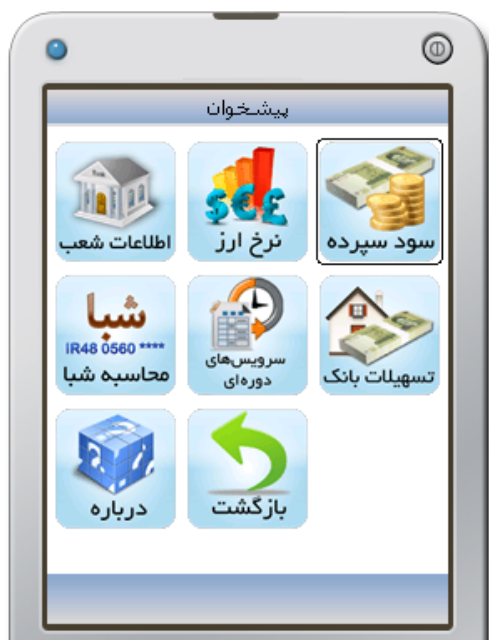 پیشخوان
سود سپرده
نرخ ارز
اطلاعات شعب
تسهیلات بانک
سرویس‌های
دوره‌ای
شبا
IR48 0560 ****
محاسبه شبا
بازگشت
درباره